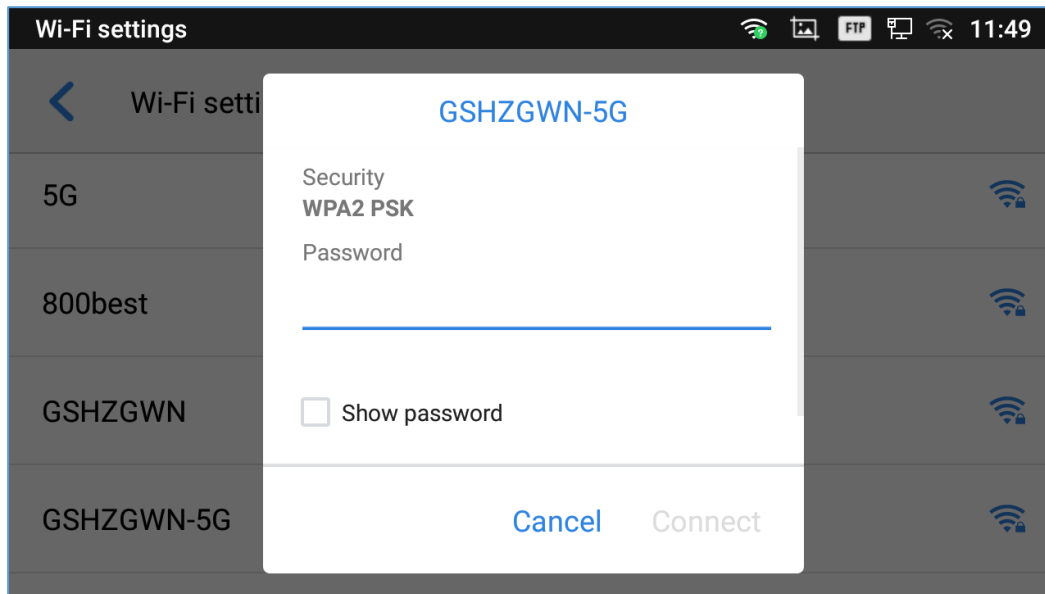 Wi-Fi settings
FTP
11:49
Wi-Fi setti
GSHZGWN-5G
5G
Security
WPA2 PSK
Password
800best
Show password
GSHZGWN
GSHZGWN-5G
Cancel
Connect